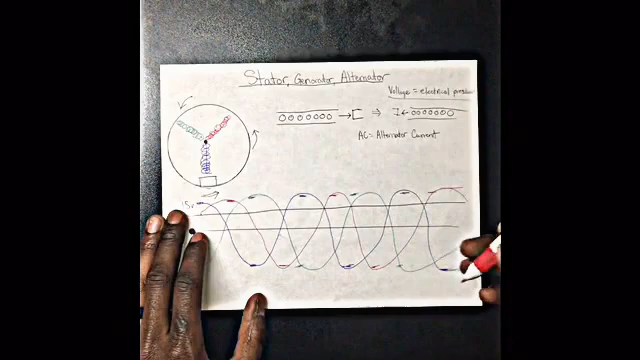 Stator, Generator, Alternator
Voltage = electrical pressure
AC = Alternator Current
15v